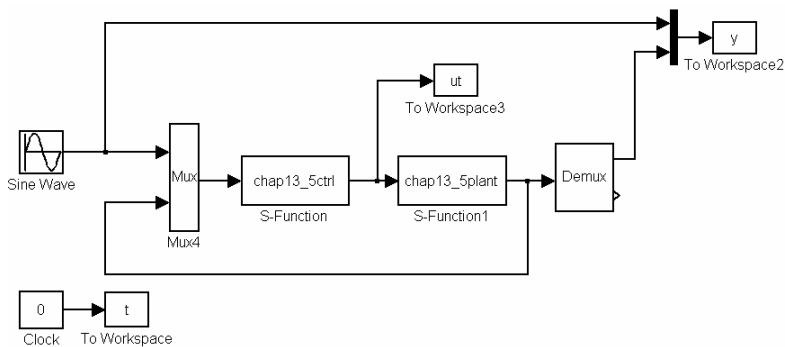 y
To Workspace2
ut
To Workspace3
Sine Wave
Mux
Mux4
chap13_5ctrl
S-Function
chap13_5plant
S-Function1
Demux
0
Clock
t
To Workspace